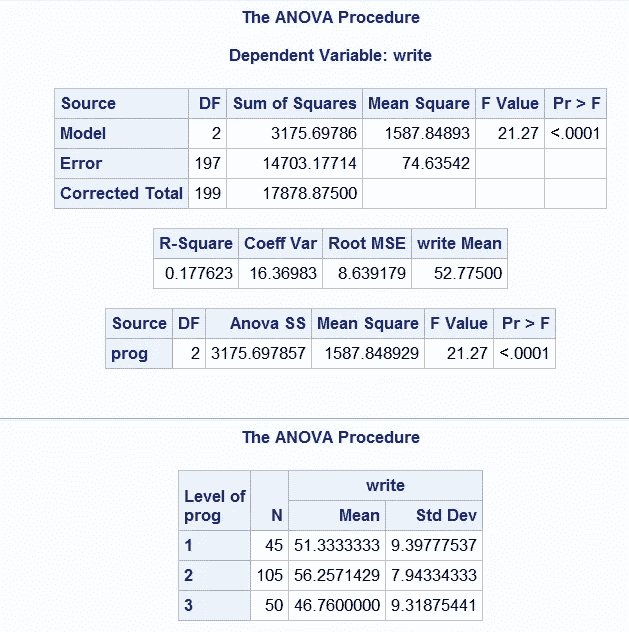 The ANOVA Procedure
Dependent Variable: write
Source DF Sum of Squares Mean Square F Value Pr > F
Model 2 3175.69786 1587.84893 21.27 <.0001
Error 197 14703.17714 74.63542
Corrected Total 199 17878.87500
R-Square Coeff Var Root MSE write Mean
0.177623 16.36983 8.639179 52.77500
Source DF Anova SS Mean Square F Value Pr > F
prog 2 3175.697857 1587.848929 21.27 <.0001
The ANOVA Procedure
Level of prog N write
Mean Std Dev
1 45 51.3333333 9.39777537
2 105 56.2571429 7.94334333
3 50 46.7600000 9.31875441